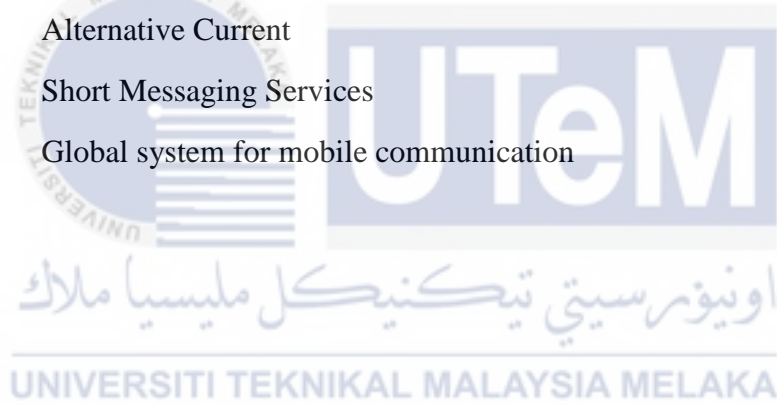 Alternative Current
Short Messaging Services
Global system for mobile communication
UTeM
اونيۏرسيتي تيكنيكل مليسيا ملاك
UNIVERSITI TEKNIKAL MALAYSIA MELAKA